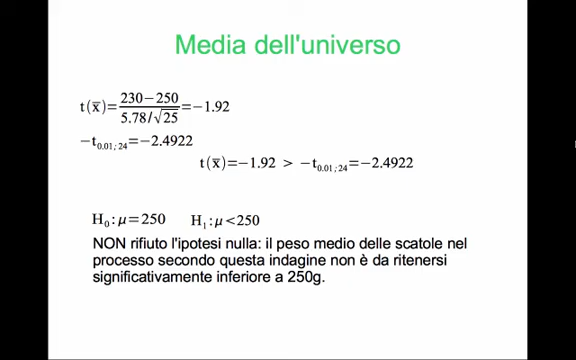 Media dell'universo
t(x̄)=230−250/5.78/√25=−1.92
−t0.01;24=−2.4922
t(x̄)=−1.92 > −t0.01;24=−2.4922
H0:μ=250 H1:μ<250
NON rifiuto l'ipotesi nulla: il peso medio delle scatole nel
processo secondo questa indagine non è da ritenersi
significativamente inferiore a 250g.